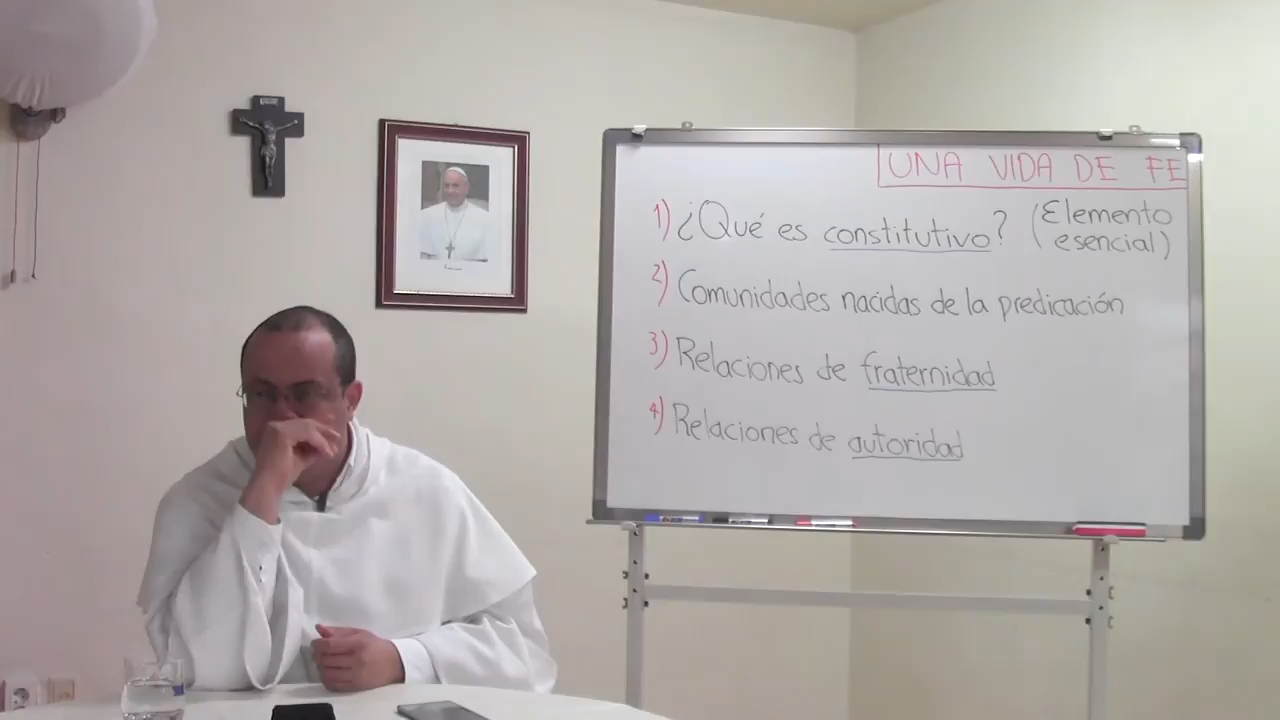 UNA VIDA DE FE
1) ¿Qué es constitutivo? (Elemento
esencial)
2) Comunidades nacidas de la predicación
3) Relaciones de fraternidad
4) Relaciones de autoridad